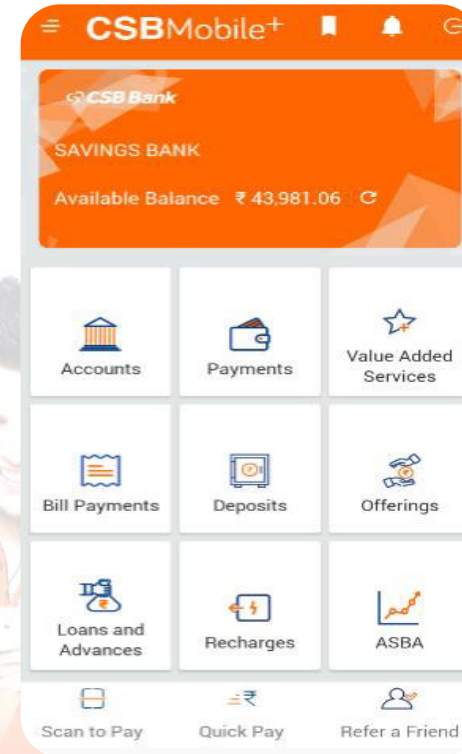 CSBMobile+
CSB Bank
SAVINGS BANK
Available Balance ₹ 43,981.06
Accounts
Payments
Value Added
Services
Bill Payments
Deposits
Offerings
Loans and
Advances
Recharges
ASBA
Scan to Pay
Quick Pay
Refer a Friend